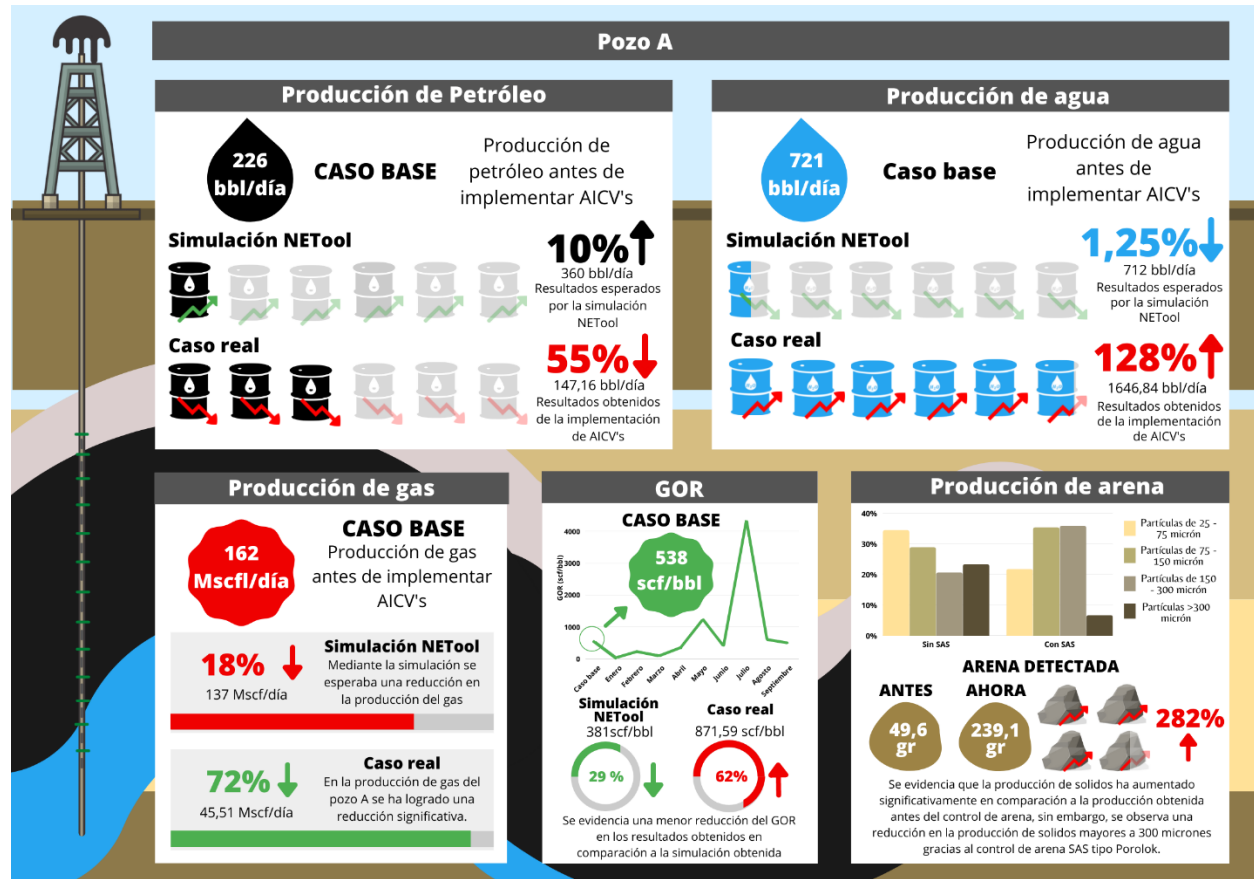 Pozo A
Producción de Petróleo
226
bbl/día
CASO BASE
Producción de
petróleo antes de
implementar AICV's
Simulación NETool
10%
360 bbl/día
Resultados esperados
por la simulación
NETool
Caso real
55%
147,16 bbl/día
Resultados obtenidos
de la implementación
de AICV's
Producción de agua
721
bbl/día
Caso base
Producción de agua
antes de
implementar AICV's
Simulación NETool
1,25%
712 bbl/día
Resultados esperados
por la simulación
NETool
Caso real
128%
1646,84 bbl/día
Resultados obtenidos
de la implementación
de AICV's
Producción de gas
162
Mscfl/día
CASO BASE
Producción de gas
antes de implementar
AICV's
18%
137 Mscf/día
Simulación NETool
Mediante la simulación se
esperaba una reducción en
la producción del gas
72%
45,51 Mscf/día
Caso real
En la producción de gas del
pozo A se ha logrado una
reducción significativa.
GOR
CASO BASE
538
scf/bbl
GOR (scf/bbl)
4000
3000
2000
1000
0
Caso base
Enero
Febrero
Marzo
Abril
Mayo
Junio
Julio
Agosto
Septiembre
Simulación
NETool
381scf/bbl
29 %
Caso real
871,59 scf/bbl
62%
Se evidencia una menor reducción del GOR
en los resultados obtenidos en
comparación a la simulación obtenida
Producción de arena
40%
30%
20%
10%
0%
Sin SAS
Con SAS
Partículas de 25 -
75 micrón
Partículas de 75 -
150 micrón
Partículas de 150
- 300 micrón
Partículas >300
micrón
ARENA DETECTADA
ANTES
49,6
gr
AHORA
239,1
gr
282%
Se evidencia que la producción de solidos ha aumentado
significativamente en comparación a la producción obtenida
antes del control de arena, sin embargo, se observa una
reducción en la producción de solidos mayores a 300 micrones
gracias al control de arena SAS tipo Porolok.